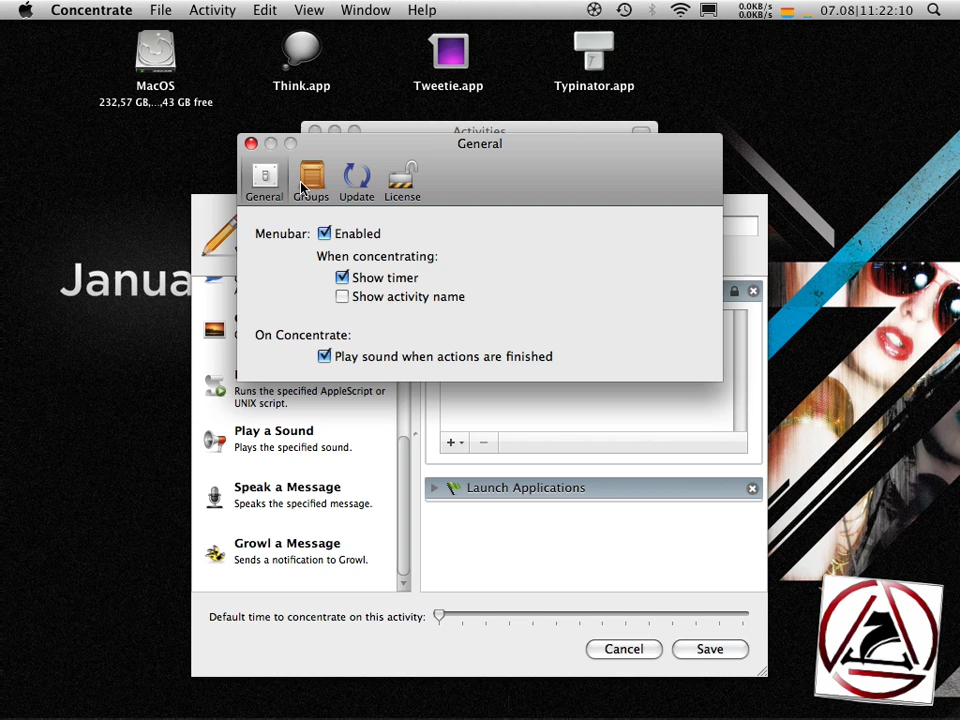 Concentrate File Activity Edit View Window Help
0.0KB/s
0.0KB/s
07.08|11:22:10
MacOS
232,57 GB,...,43 GB free
Think.app
Tweetie.app
Typinator.app
Activities
General
General Groups Update License
Menubar: Enabled
When concentrating:
Show timer
Show activity name
On Concentrate:
Play sound when actions are finished
Janua
Runs the specified AppleScript or
UNIX script.
Play a Sound
Plays the specified sound.
Speak a Message
Speaks the specified message.
Growl a Message
Sends a notification to Growl.
Launch Applications
Default time to concentrate on this activity:
Cancel Save